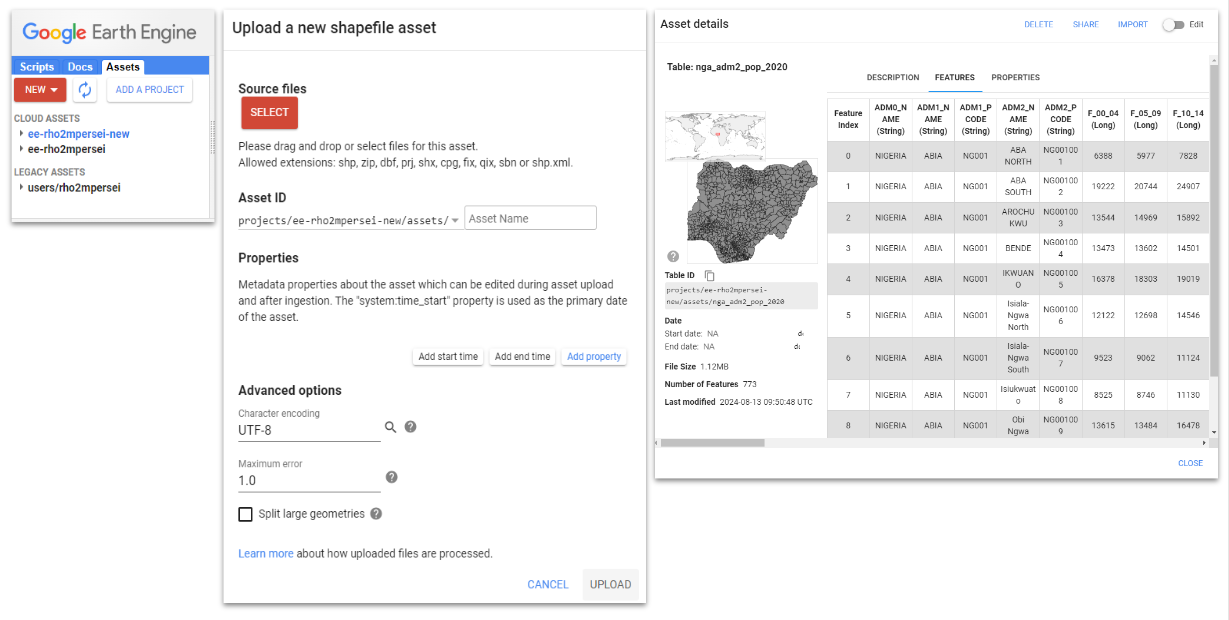 Google Earth Engine
Scripts Docs Assets
NEW ADD A PROJECT
CLOUD ASSETS
ee-rho2mpersei-new
ee-rho2mpersei
LEGACY ASSETS
users/rho2mpersei
Upload a new shapefile asset
Source files
SELECT
Please drag and drop or select files for this asset.
Allowed extensions: shp, zip, dbf, prj, shx, cpg, fix, qix, sbn or shp.xml.
Asset ID
projects/ee-rho2mpersei-new/assets/ Asset Name
Properties
Metadata properties about the asset which can be edited during asset upload
and after ingestion. The "system:time_start" property is used as the primary date
of the asset.
Add start time Add end time Add property
Advanced options
Character encoding
UTF-8
Maximum error
1.0
Split large geometries
Learn more about how uploaded files are processed.
CANCEL UPLOAD
Asset details
DELETE SHARE IMPORT Edit
Table: nga_adm2_pop_2020
DESCRIPTION FEATURES PROPERTIES
Table ID
projects/ee-rho2mpersei-
new/assets/nga_adm2_pop_2020
Date
Start date: NA
End date: NA
File Size 1.12MB
Number of Features 773
Last modified 2024-08-13 09:50:48 UTC
Feature Index ADM0_NAME (String) ADM1_NAME (String) ADM1_PCODE (String) ADM2_NAME (String) ADM2_PCODE (String) F_00_04 (Long) F_05_09 (Long) F_10_14 (Long)
0 NIGERIA ABIA NG001 ABA NORTH NG001001 6388 5977 7828
1 NIGERIA ABIA NG001 ABA SOUTH NG001002 19222 20744 24907
2 NIGERIA ABIA NG001 AROCHUKWU NG001003 13544 14969 15892
3 NIGERIA ABIA NG001 BENDE NG001004 13473 13602 14501
4 NIGERIA ABIA NG001 IKWUANO NG001005 16378 18303 19019
5 NIGERIA ABIA NG001 Isiala-Ngwa North NG001006 12122 12698 14546
6 NIGERIA ABIA NG001 Isiala-Ngwa South NG001007 9523 9062 11124
7 NIGERIA ABIA NG001 Isiukwuato NG001008 8525 8746 11130
8 NIGERIA ABIA NG001 Obi Ngwa NG001009 13615 13484 16478
CLOSE